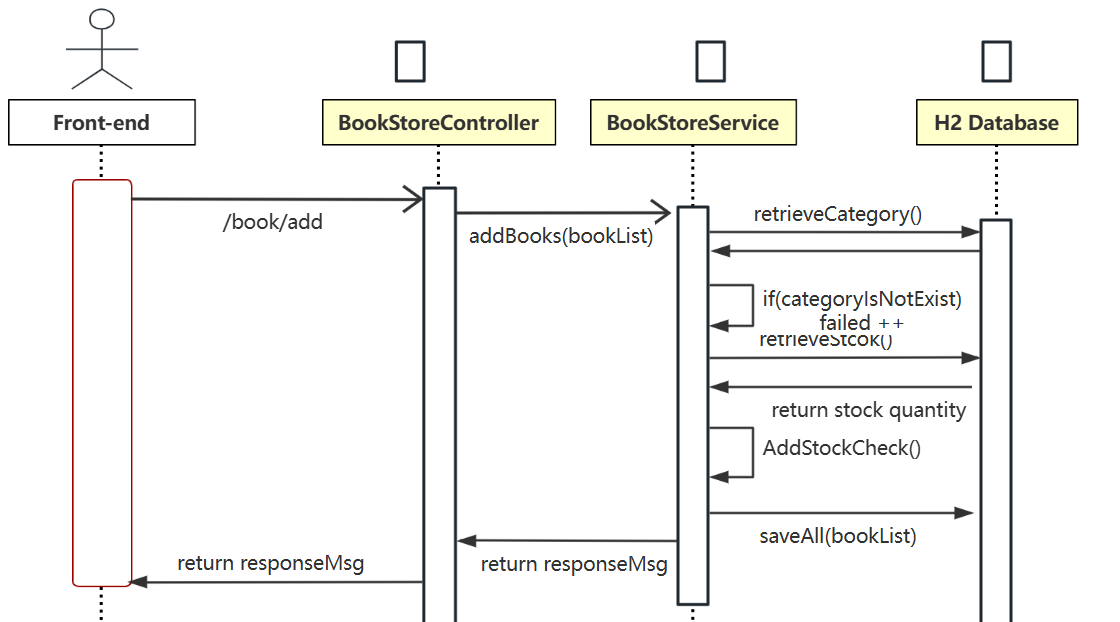 Front-end
BookStoreController
BookStoreService
H2 Database
/book/add
addBooks(bookList)
retrieveCategory()
if(categoryIsNotExist)
failed ++
retrieveStcok()
return stock quantity
AddStockCheck()
saveAll(bookList)
return responseMsg
return responseMsg